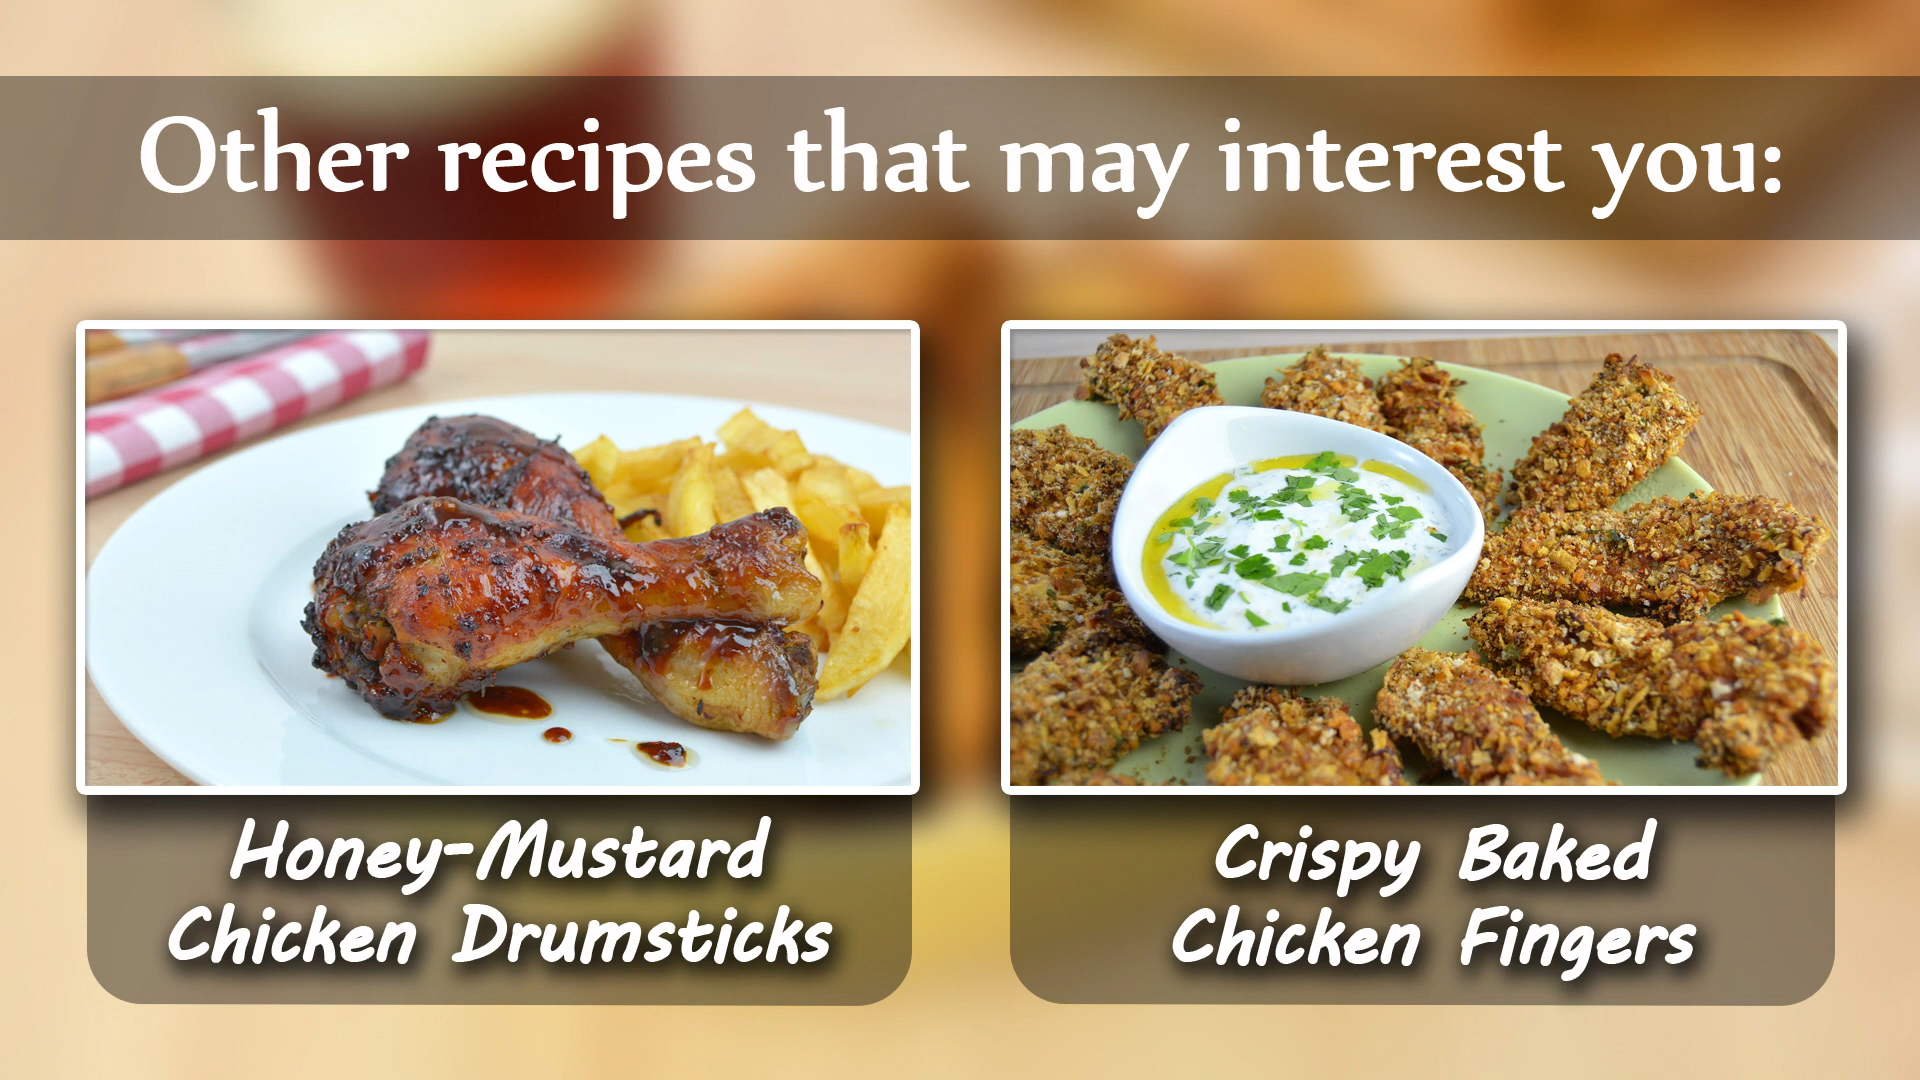 Other recipes that may interest you:
Honey-Mustard
Chicken Drumsticks
Crispy Baked
Chicken Fingers